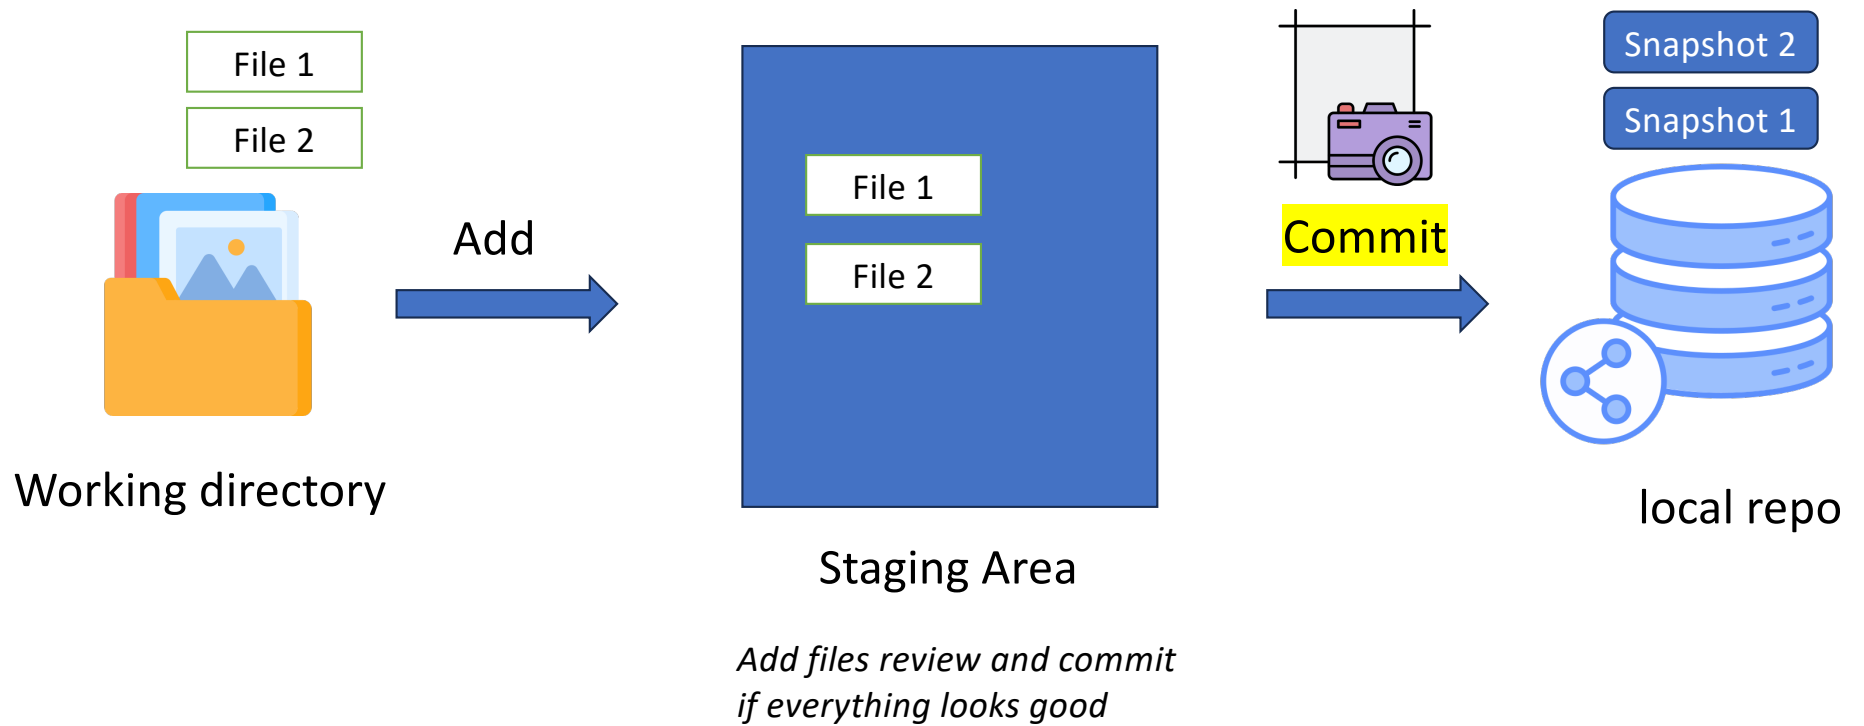 File 1
File 2
Add
Working directory
File 1
File 2
Staging Area
Add files review and commit
if everything looks good
Commit
Snapshot 2
Snapshot 1
local repo